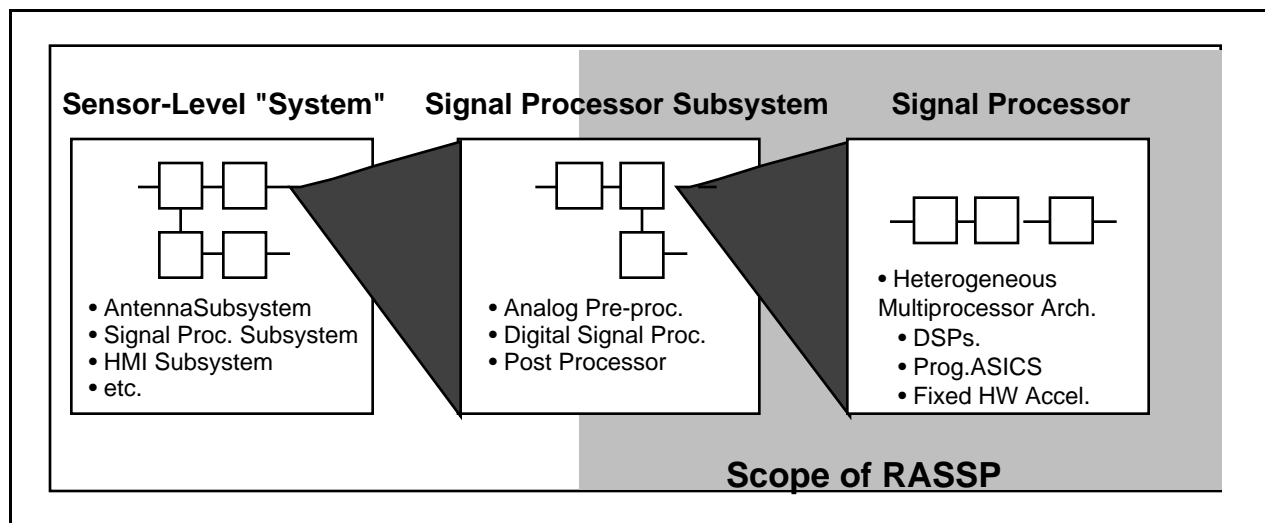 Sensor-Level "System"
Signal Processor Subsystem
Signal Processor
• AntennaSubsystem
• Signal Proc. Subsystem
• HMI Subsystem
• etc.
• Analog Pre-proc.
• Digital Signal Proc.
• Post Processor
• Heterogeneous
Multiprocessor Arch.
• DSPs.
• Prog.ASICS
• Fixed HW Accel.
Scope of RASSP